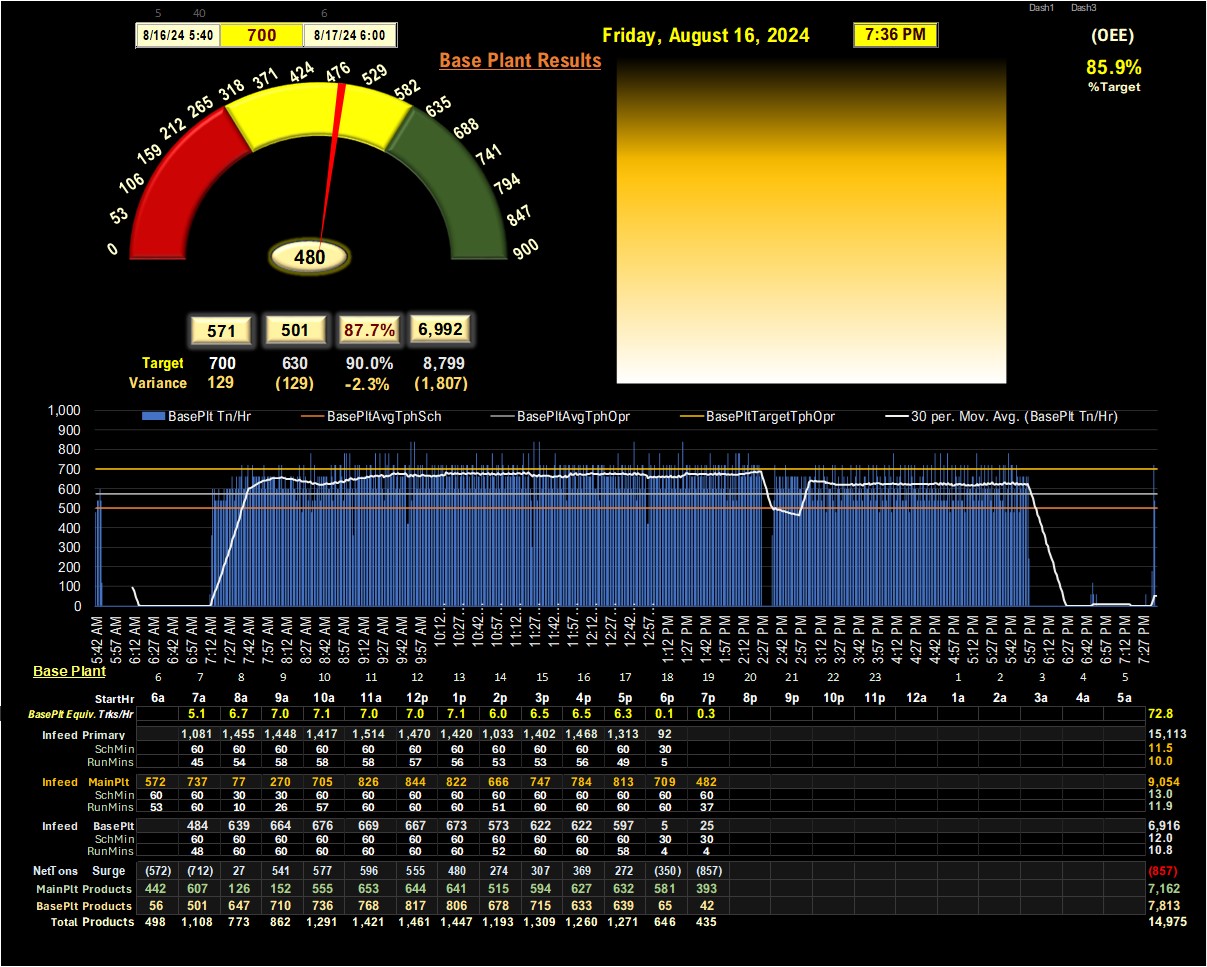 Dash1 Dash3
5 40 6
8/16/24 5:40 700 8/17/24 6:00
Friday, August 16, 2024 7:36 PM (OEE)
Base Plant Results
85.9%
%Target
0 53 106 159 212 265 318 371 424 476 529 582 635 688 741 794 847 900
480
571 501 87.7% 6,992
Target 700 630 90.0% 8,799
Variance 129 (129) -2.3% (1,807)
BasePlt Tn/Hr BasePltAvgTphSch BasePltAvgTphOpr BasePltTargetTphOpr 30 per. Mov. Avg. (BasePlt Tn/Hr)
1,000
900
800
700
600
500
400
300
200
100
0
5:42 AM 5:57 AM 6:12 AM 6:27 AM 6:42 AM 6:57 AM 7:12 AM 7:27 AM 7:42 AM 7:57 AM 8:12 AM 8:27 AM 8:42 AM 8:57 AM 9:12 AM 9:27 AM 9:42 AM 9:57 AM 10:12… 10:27… 10:42… 10:57… 11:12… 11:27… 11:42… 11:57… 12:12… 12:27… 12:42… 12:57… 1:12 PM 1:27 PM 1:42 PM 1:57 PM 2:12 PM 2:27 PM 2:42 PM 2:57 PM 3:12 PM 3:27 PM 3:42 PM 3:57 PM 4:12 PM 4:27 PM 4:42 PM 4:57 PM 5:12 PM 5:27 PM 5:42 PM 5:57 PM 6:12 PM 6:27 PM 6:42 PM 6:57 PM 7:12 PM 7:27 PM
Base Plant
6 7 8 9 10 11 12 13 14 15 16 17 18 19 20 21 22 23 1 2 3 4 5
StartHr 6a 7a 8a 9a 10a 11a 12p 1p 2p 3p 4p 5p 6p 7p 8p 9p 10p 11p 12a 1a 2a 3a 4a 5a
BasePlt Equiv. Trks/Hr 5.1 6.7 7.0 7.1 7.0 7.0 7.1 6.0 6.5 6.5 6.3 0.1 0.3 72.8
Infeed Primary 1,081 1,455 1,448 1,417 1,514 1,470 1,420 1,033 1,402 1,468 1,313 92 15,113
SchMin 60 60 60 60 60 60 60 60 60 60 60 30 11.5
RunMins 45 54 58 58 58 57 56 53 53 56 49 5 10.0
Infeed MainPlt 572 737 77 270 705 826 844 822 666 747 784 813 709 482 9,054
SchMin 60 60 30 30 60 60 60 60 60 60 60 60 60 60 13.0
RunMins 53 60 10 26 57 60 60 60 51 60 60 60 60 37 11.9
Infeed BasePlt 484 639 664 676 669 667 673 573 622 622 597 5 25 6,916
SchMin 60 60 60 60 60 60 60 60 60 60 60 30 30 12.0
RunMins 48 60 60 60 60 60 60 52 60 60 58 4 4 10.8
NetTons Surge (572) (712) 27 541 577 596 555 480 274 307 369 272 (350) (857) (857)
MainPlt Products 442 607 126 152 555 653 644 641 515 594 627 632 581 393 7,162
BasePlt Products 56 501 647 710 736 768 817 806 678 715 633 639 65 42 7,813
Total Products 498 1,108 773 862 1,291 1,421 1,461 1,447 1,193 1,309 1,260 1,271 646 435 14,975